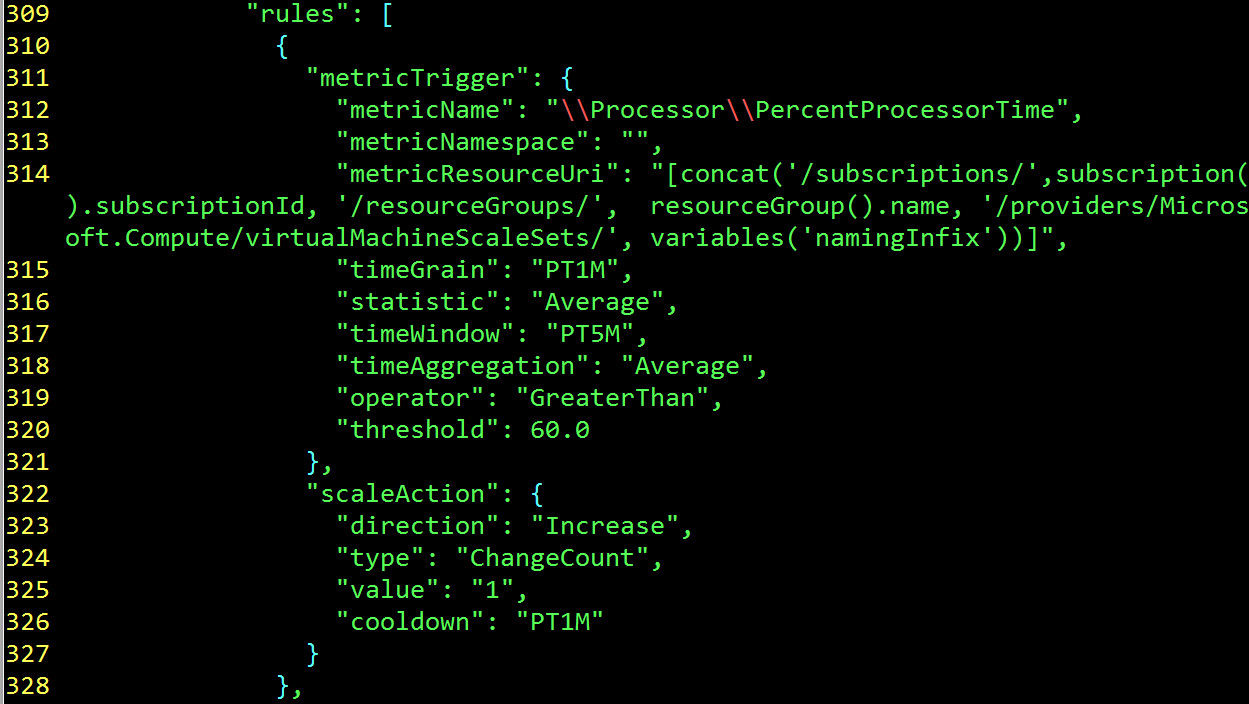 309             "rules": [
310               {
311                 "metricTrigger": {
312                   "metricName": "\\Processor\\PercentProcessorTime",
313                   "metricNamespace": "",
314                   "metricResourceUri": "[concat('/subscriptions/',subscription(
).subscriptionId, '/resourceGroups/',  resourceGroup().name, '/providers/Micros
oft.Compute/virtualMachineScaleSets/', variables('namingInfix'))]",
315                   "timeGrain": "PT1M",
316                   "statistic": "Average",
317                   "timeWindow": "PT5M",
318                   "timeAggregation": "Average",
319                   "operator": "GreaterThan",
320                   "threshold": 60.0
321                 },
322                 "scaleAction": {
323                   "direction": "Increase",
324                   "type": "ChangeCount",
325                   "value": "1",
326                   "cooldown": "PT1M"
327                 }
328               },